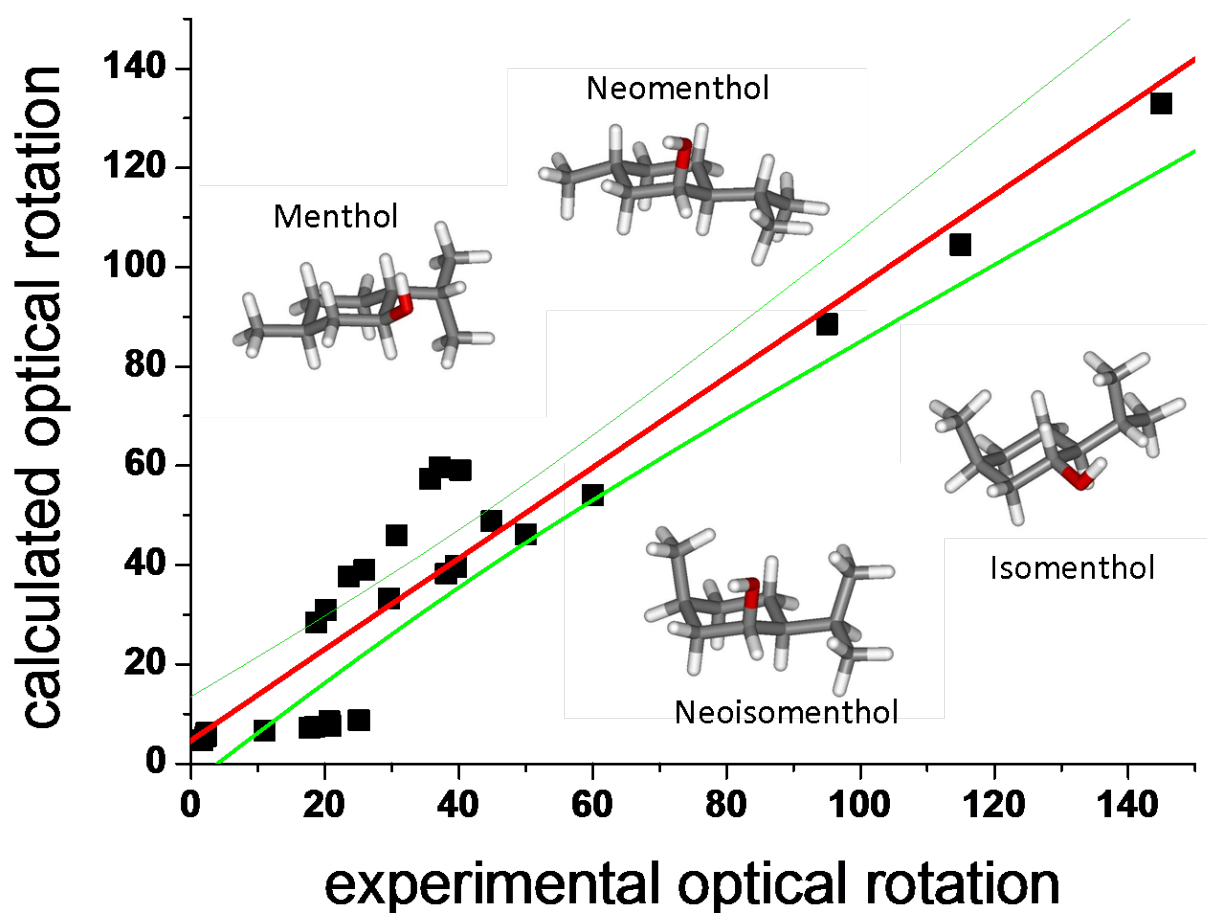 calculated optical rotation
140
120
100
80
60
40
20
0
Neomenthol
Menthol
Isomenthol
Neoisomenthol
0 20 40 60 80 100 120 140
experimental optical rotation